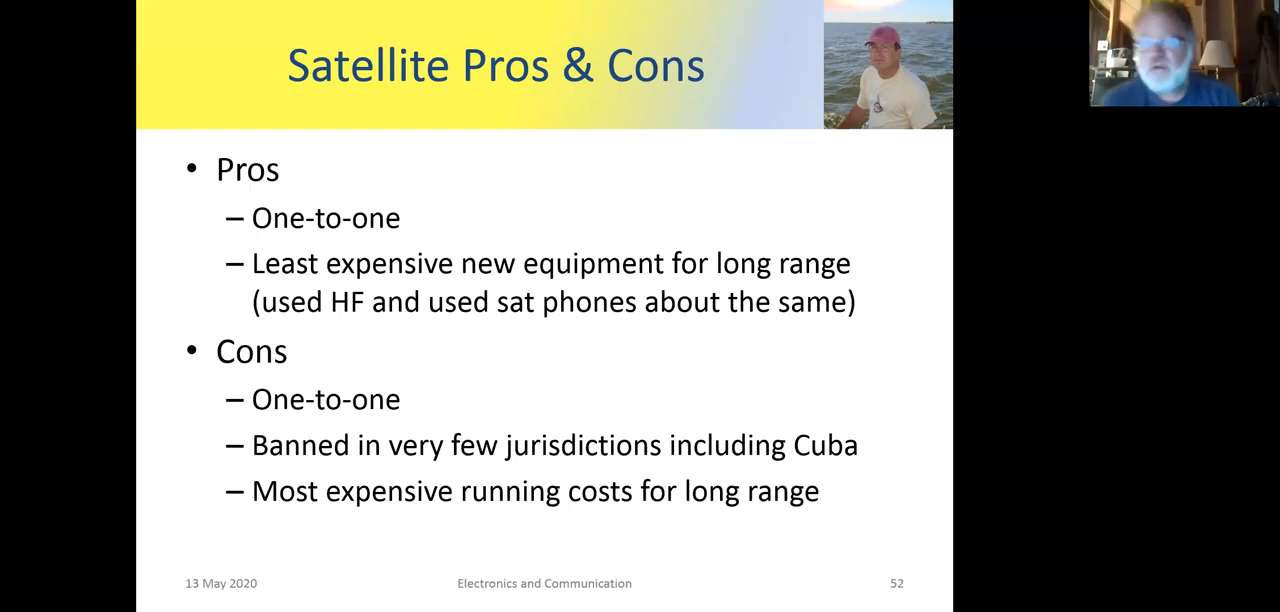 Satellite Pros & Cons
• Pros
– One-to-one
– Least expensive new equipment for long range
(used HF and used sat phones about the same)
• Cons
– One-to-one
– Banned in very few jurisdictions including Cuba
– Most expensive running costs for long range
13 May 2020
Electronics and Communication
52